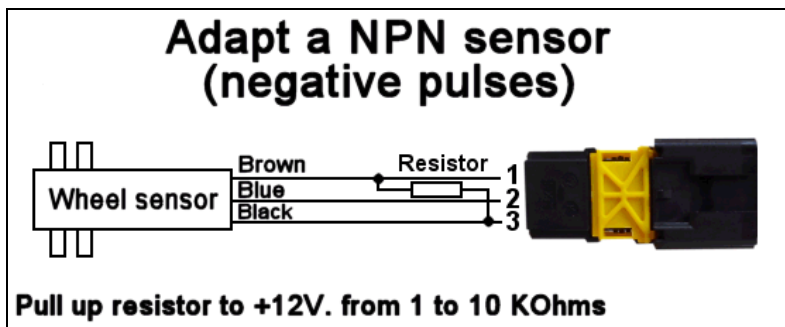 Adapt a NPN sensor
(negative pulses)
Brown
Resistor
1
Blue
2
Wheel sensor
Black
3
Pull up resistor to +12V. from 1 to 10 KOhms